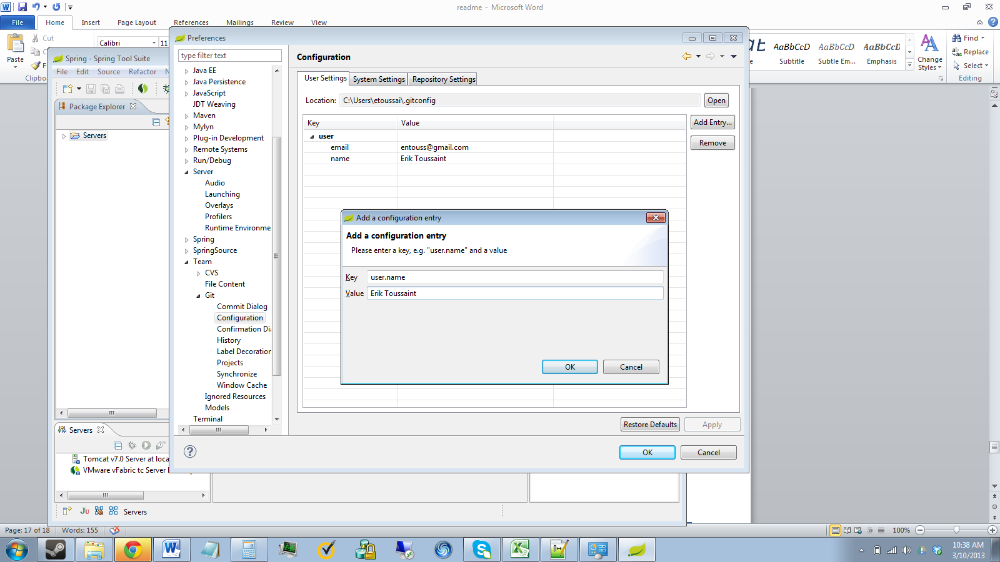 readme - Microsoft Word
File Home Insert Page Layout References Mailings Review View
Cut
Paste
Calibri 11
Clipbo
AaBbCcD AaBbCcD AaBbCcD
Subtitle Subtle Em... Emphasis
Change Styles
Find
Replace
Select
Editing
Spring - Spring Tool Suite
File Edit Source Refactor
Package Explorer
Servers
Servers
Tomcat v7.0 Server at loca
VMware vFabric tc Server
Servers
Preferences
type filter text
Java EE
Java Persistence
JavaScript
JDT Weaving
Maven
Mylyn
Plug-in Development
Remote Systems
Run/Debug
Server
Audio
Launching
Overlays
Profilers
Runtime Environme
Spring
SpringSource
Team
CVS
File Content
Git
Commit Dialog
Configuration
Confirmation Dia
History
Label Decoration
Projects
Synchronize
Window Cache
Ignored Resources
Models
Terminal
Configuration
User Settings System Settings Repository Settings
Location: C:\Users\etoussai\.gitconfig Open
Key Value
Add Entry...
Remove
user
email entouss@gmail.com
name Erik Toussaint
Add a configuration entry
Add a configuration entry
Please enter a key, e.g. "user.name" and a value
Key user.name
Value Erik Toussaint
OK Cancel
Restore Defaults Apply
OK Cancel
Page: 17 of 18 Words: 155
100%
10:38 AM
3/10/2013